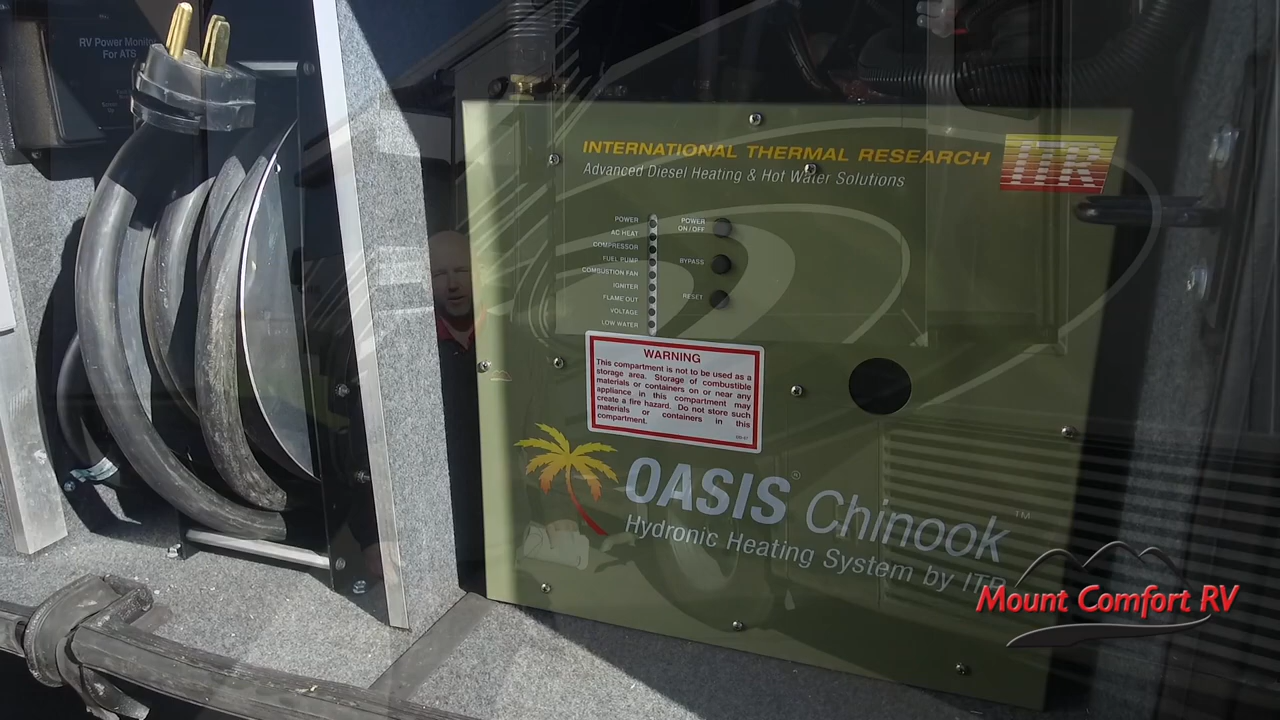 RV Power Monitor
For ATS
INTERNATIONAL THERMAL RESEARCH
ITR
Advanced Diesel Heating & Hot Water Solutions
POWER
AC HEAT
COMPRESSOR
FUEL PUMP
COMBUSTION FAN
IGNITER
FLAME OUT
VOLTAGE
LOW WATER
POWER
ON/OFF
BYPASS
RESET
WARNING
This compartment is not to be used as a
storage area. Storage of combustible
materials or containers on or near any
appliance in this compartment may
create a fire hazard. Do not store such
materials or containers in this
compartment.
OASIS® Chinook™
Hydronic Heating System by ITR
Mount Comfort RV